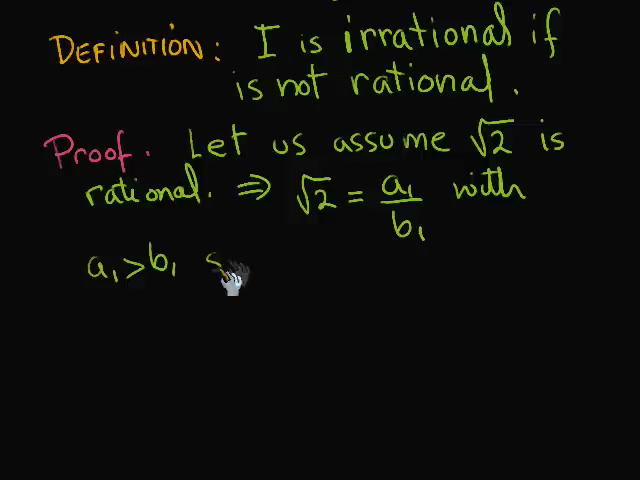 DEFINITION: I is irrational if
is not rational.
Proof. Let us assume √2 is
rational. ⇒ √2 = a₁/b₁ with
a₁ > b₁